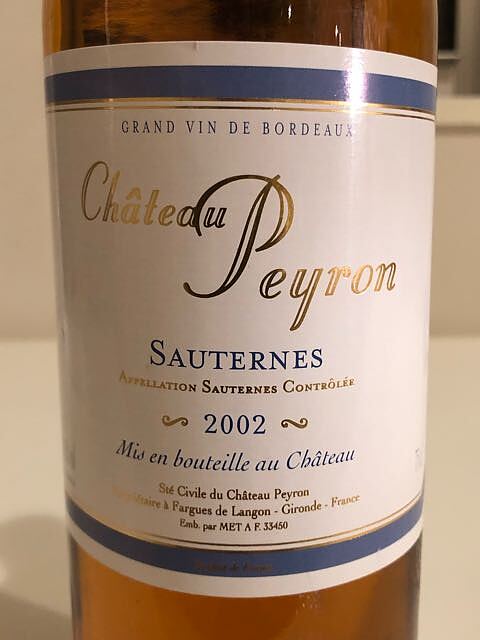 GRAND VIN DE BORDEAUX
Château
Peyron
SAUTERNES
APPELLATION SAUTERNES CONTRÔLÉE
2002
Mis en bouteille au Château
Sté Civile du Château Peyron
Propriétaire à Fargues de Langon - Gironde - France
Emb. par MET A F. 33450